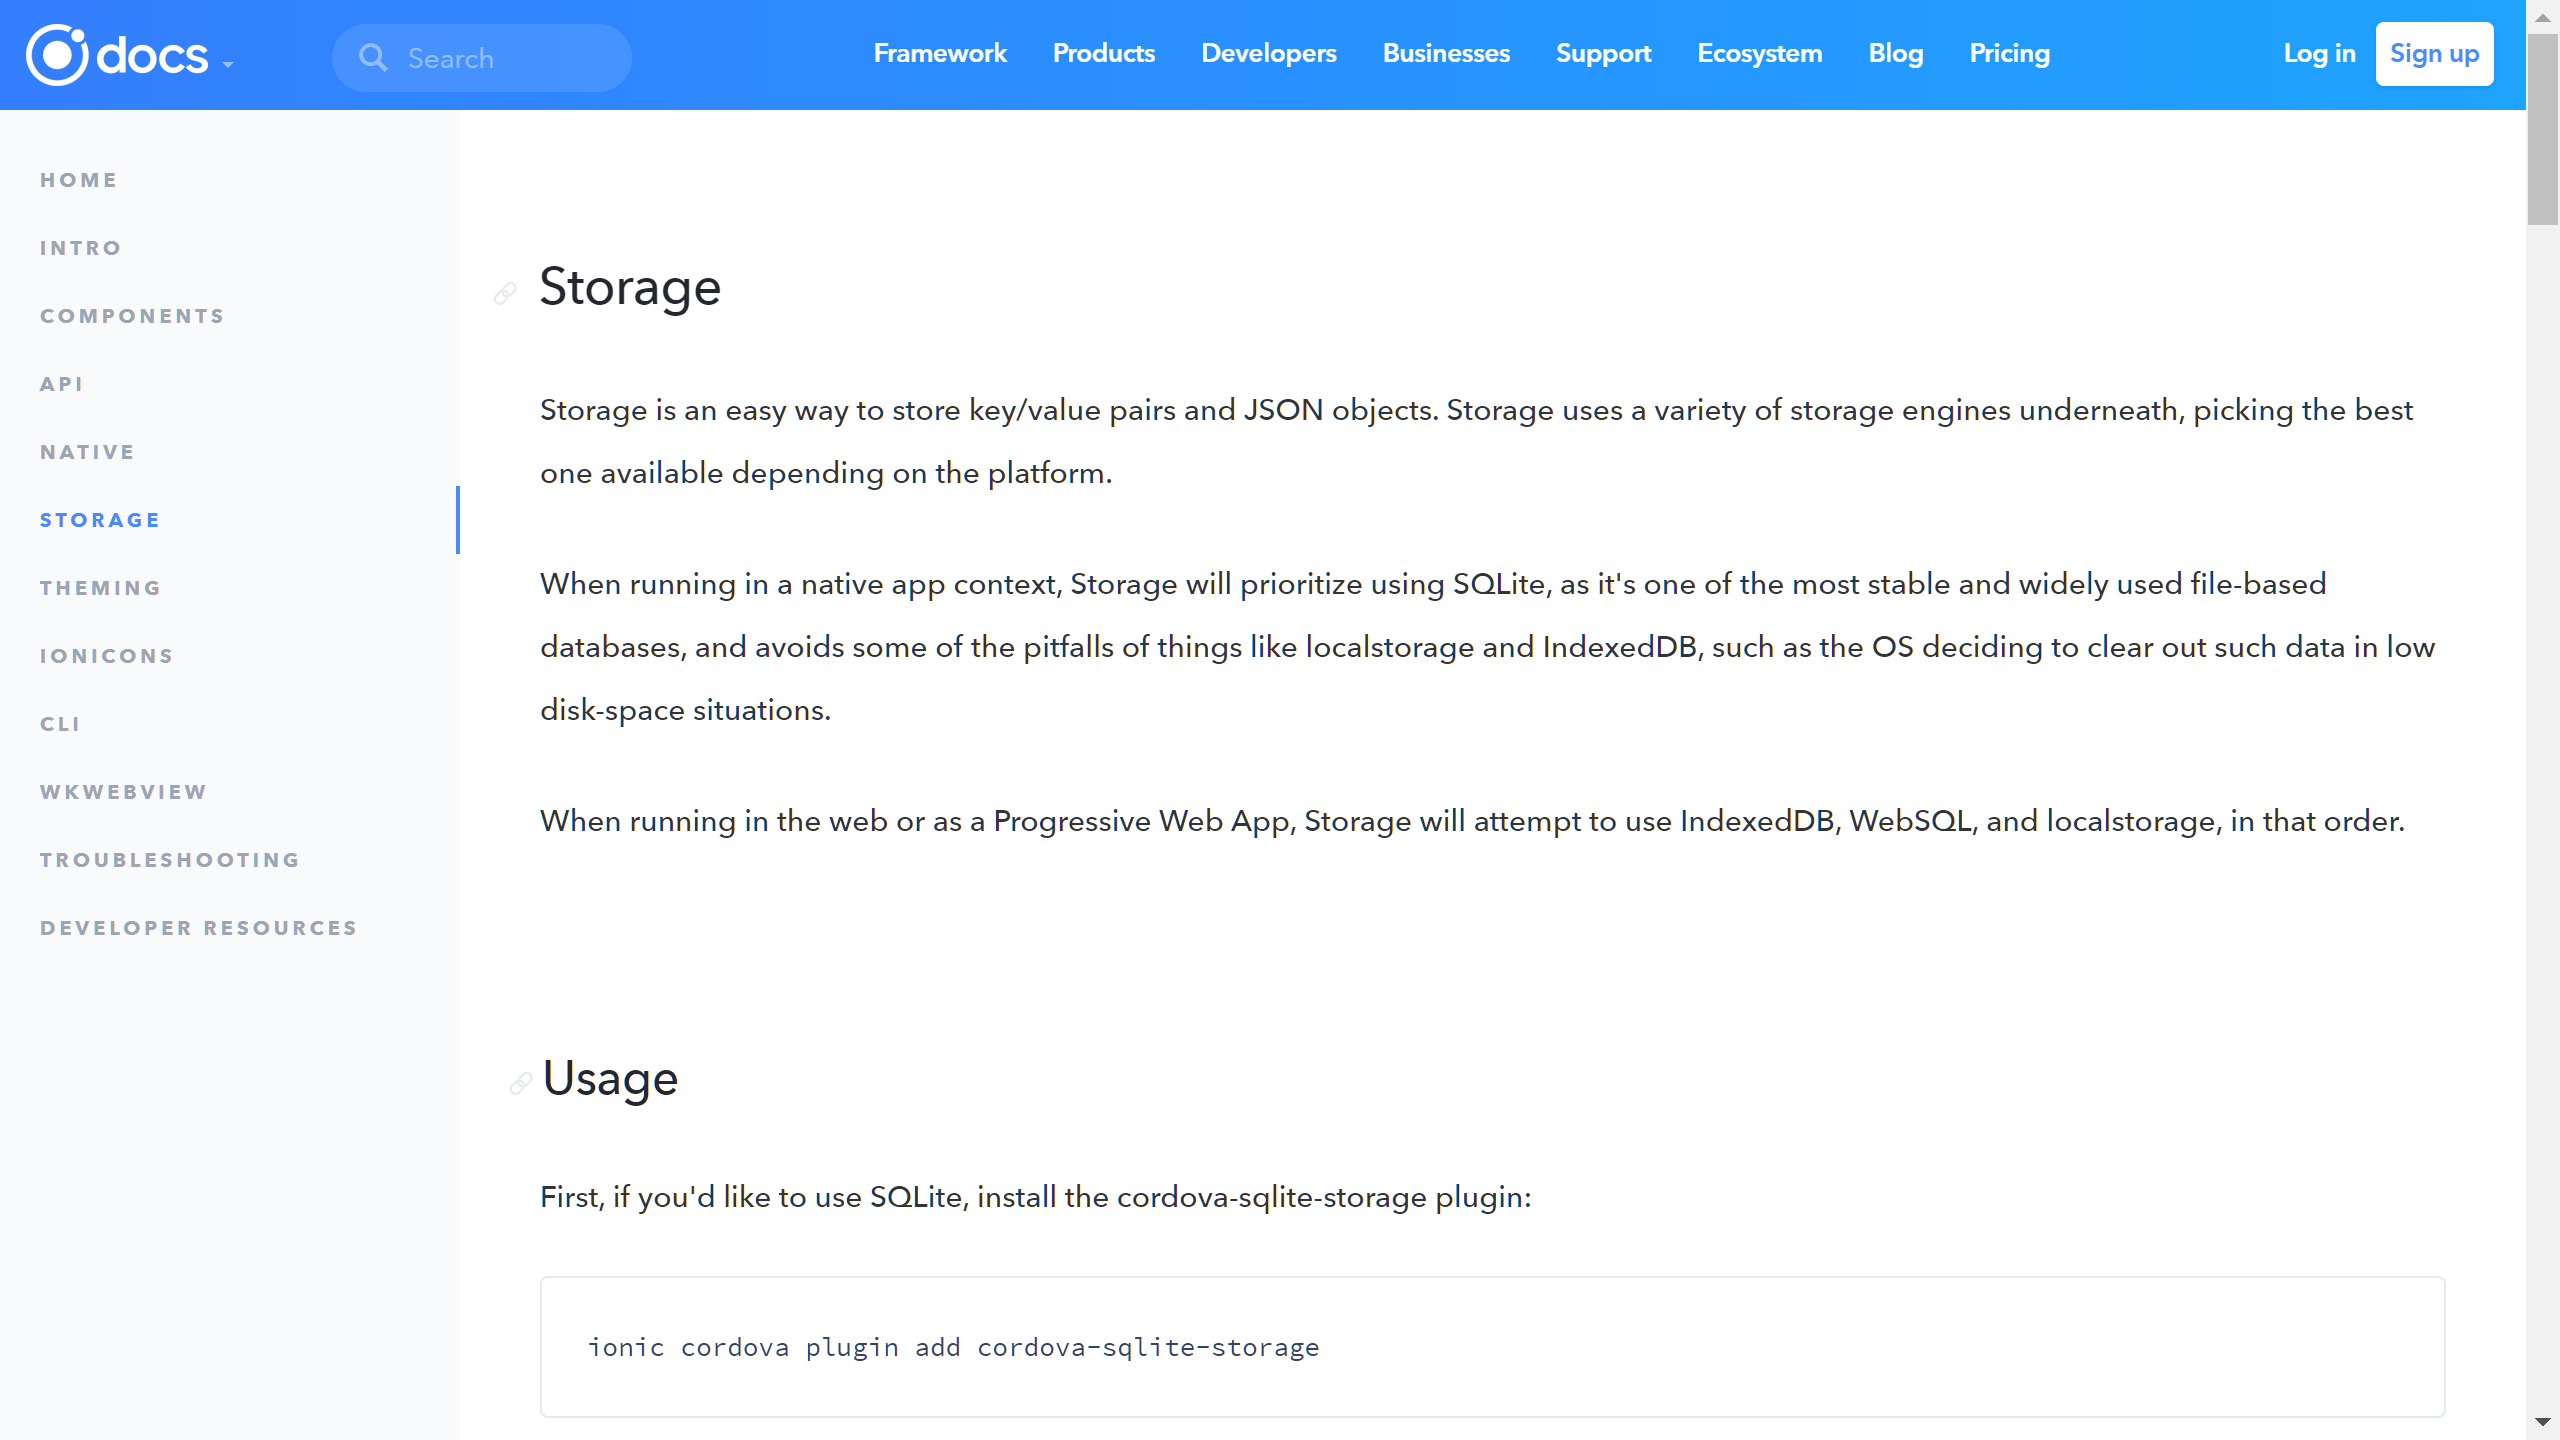 docs
Search
Framework Products Developers Businesses Support Ecosystem Blog Pricing
Log in Sign up
HOME
INTRO
COMPONENTS
API
NATIVE
STORAGE
THEMING
IONICONS
CLI
WKWEBVIEW
TROUBLESHOOTING
DEVELOPER RESOURCES
Storage
Storage is an easy way to store key/value pairs and JSON objects. Storage uses a variety of storage engines underneath, picking the best
one available depending on the platform.
When running in a native app context, Storage will prioritize using SQLite, as it's one of the most stable and widely used file-based
databases, and avoids some of the pitfalls of things like localstorage and IndexedDB, such as the OS deciding to clear out such data in low
disk-space situations.
When running in the web or as a Progressive Web App, Storage will attempt to use IndexedDB, WebSQL, and localstorage, in that order.
Usage
First, if you'd like to use SQLite, install the cordova-sqlite-storage plugin:
ionic cordova plugin add cordova-sqlite-storage